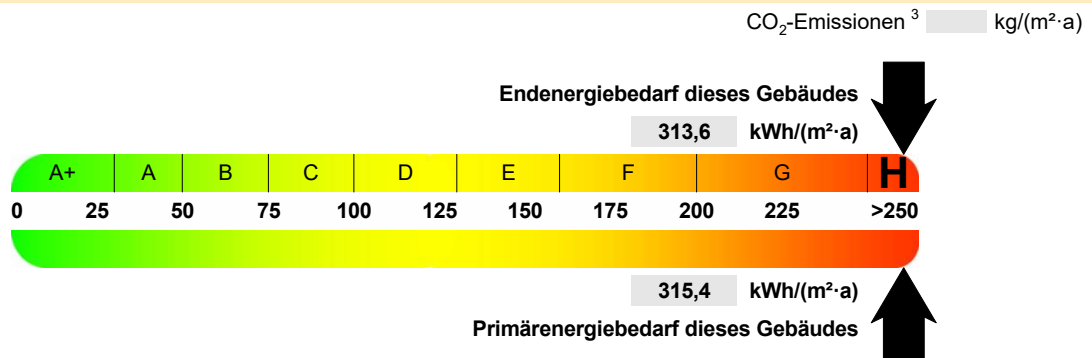 CO₂-Emissionen ³ kg/(m²·a)
Endenergiebedarf dieses Gebäudes
313,6 kWh/(m²·a)
A+ A B C D E F G H
0 25 50 75 100 125 150 175 200 225 >250
315,4 kWh/(m²·a)
Primärenergiebedarf dieses Gebäudes